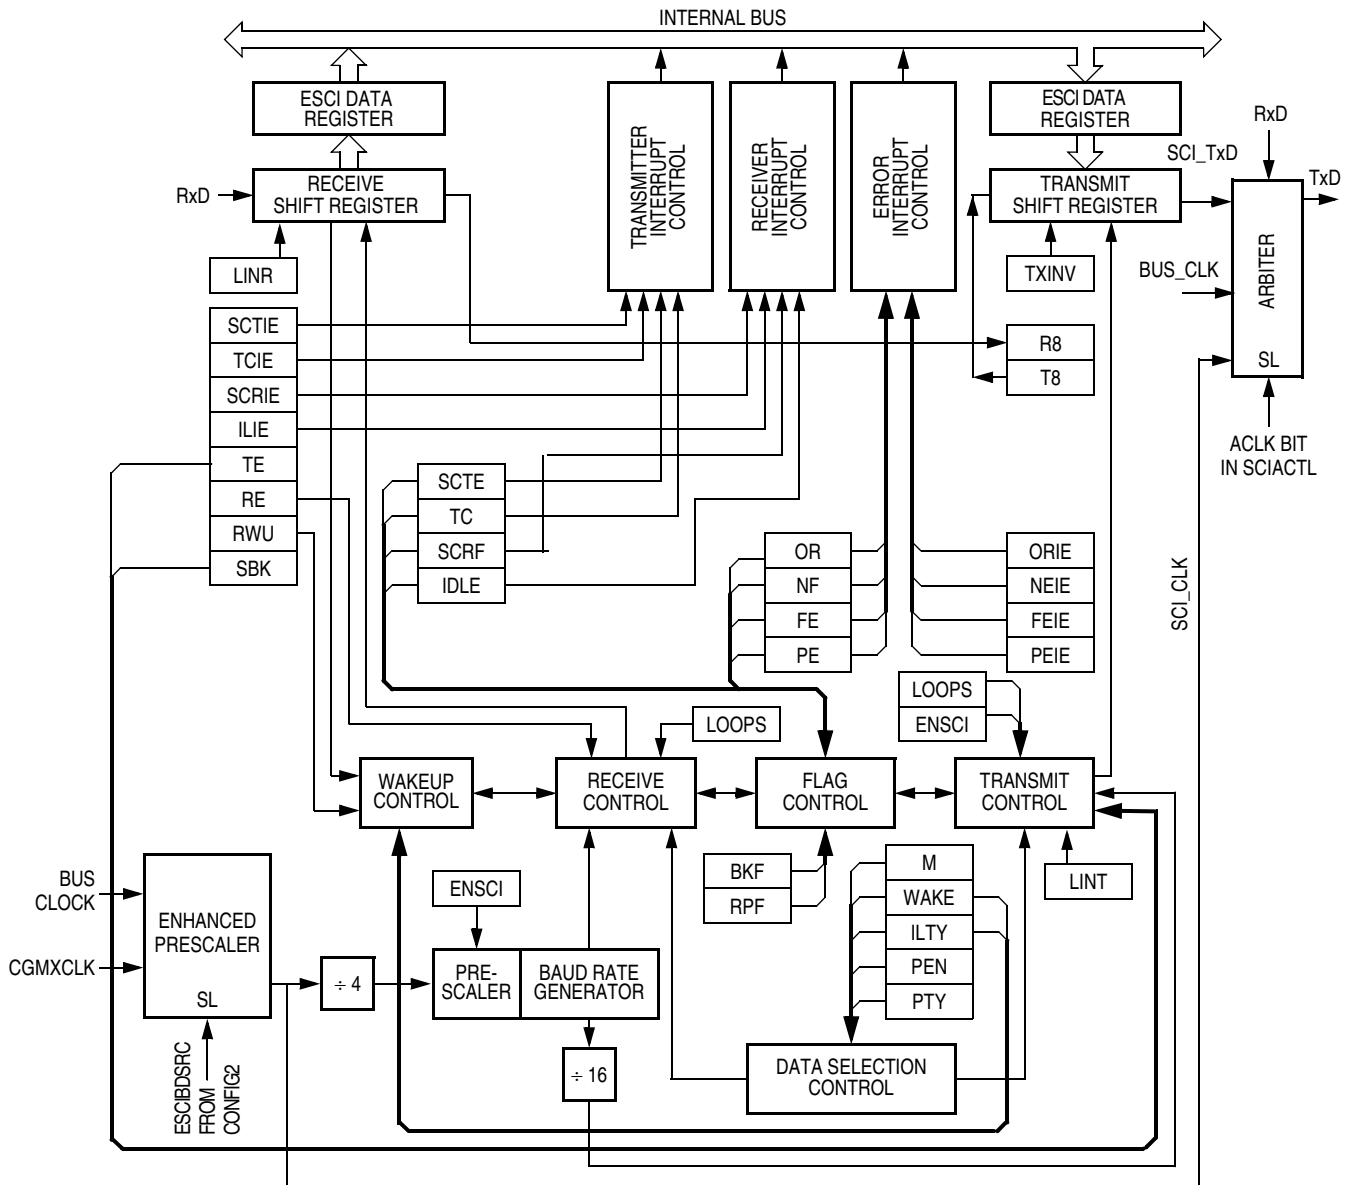 INTERNAL BUS
ESCI DATA
REGISTER
RECEIVE
SHIFT REGISTER
RxD
LINR
TRANSMITTER
INTERRUPT
CONTROL
RECEIVER
INTERRUPT
CONTROL
ERROR
INTERRUPT
CONTROL
ESCI DATA
REGISTER
TRANSMIT
SHIFT REGISTER
TXINV
SCI_TxD
RxD
TxD
BUS_CLK
ARBITER
SL
ACLK BIT
IN SCIACTL
R8
T8
SCTIE
TCIE
SCRIE
ILIE
TE
RE
RWU
SBK
SCTE
TC
SCRF
IDLE
OR
NF
FE
PE
ORIE
NEIE
FEIE
PEIE
SCI_CLK
LOOPS
LOOPS
ENSCI
WAKEUP
CONTROL
RECEIVE
CONTROL
FLAG
CONTROL
TRANSMIT
CONTROL
BUS
CLOCK
CGMXCLK
ENHANCED
PRESCALER
SL
ESCIBDSRC
FROM
CONFIG2
÷ 4
ENSCI
PRE-
SCALER
BAUD RATE
GENERATOR
÷ 16
BKF
RPF
M
WAKE
ILTY
PEN
PTY
LINT
DATA SELECTION
CONTROL